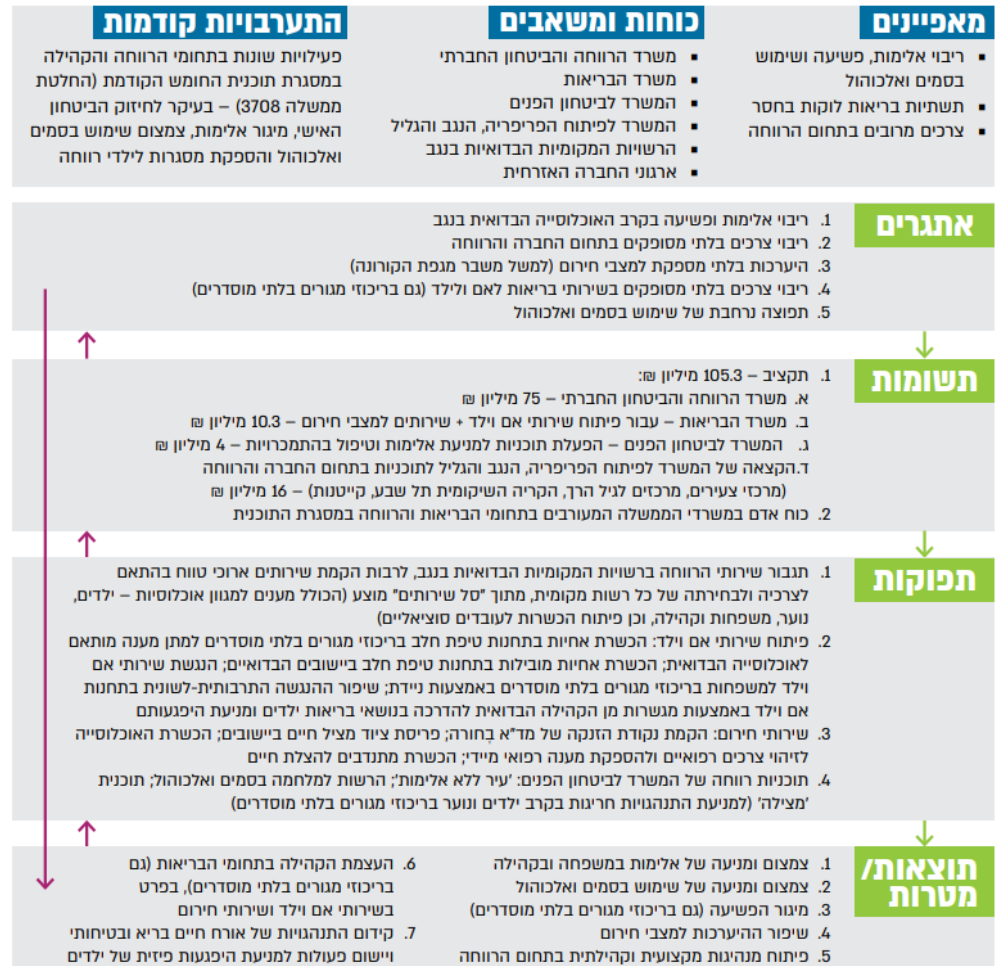 מאפיינים
▪ ריבוי אלימות, פשיעה ושימוש
בסמים ואלכוהול
▪ תשתיות בריאות לוקות בחסר
▪ צרכים מרובים בתחום הרווחה
כוחות ומשאבים
▪ משרד הרווחה והביטחון החברתי
▪ משרד הבריאות
▪ המשרד לביטחון הפנים
▪ המשרד לפיתוח הפריפריה, הנגב והגליל
▪ הרשויות המקומיות הבדואיות בנגב
▪ ארגוני החברה האזרחית
התערבויות קודמות
פעילויות שונות בתחומי הרווחה והקהילה
במסגרת תוכנית החומש הקודמת (החלטת
ממשלה 3708) – בעיקר לחיזוק הביטחון
האישי, מיגור אלימות, צמצום שימוש בסמים
ואלכוהול והספקת מסגרות לילדי רווחה
אתגרים
1. ריבוי אלימות ופשיעה בקרב האוכלוסייה הבדואית בנגב
2. ריבוי צרכים בלתי מסופקים בתחום החברה והרווחה
3. היערכות בלתי מספקת למצבי חירום (למשל משבר מגפת הקורונה)
4. ריבוי צרכים בלתי מסופקים בשירותי בריאות לאם ולילד (גם בריכוזי מגורים בלתי מוסדרים)
5. תפוצה נרחבת של שימוש בסמים ואלכוהול
תשומות
1. תקציב – 105.3 מיליון ₪:
א. משרד הרווחה והביטחון החברתי – 75 מיליון ₪
ב. משרד הבריאות – עבור פיתוח שירותי אם וילד + שירותים למצבי חירום – 10.3 מיליון ₪
ג. המשרד לביטחון הפנים – הפעלת תוכניות למניעת אלימות וטיפול בהתמכרויות – 4 מיליון ₪
ד.הקצאה של המשרד לפיתוח הפריפריה, הנגב והגליל לתוכניות בתחום החברה והרווחה
(מרכזי צעירים, מרכזים לגיל הרך, הקריה השיקומית תל שבע, קייטנות) – 16 מיליון ₪
2. כוח אדם במשרדי הממשלה המעורבים בתחומי הבריאות והרווחה במסגרת התוכנית
תפוקות
1. תגבור שירותי הרווחה ברשויות המקומיות הבדואיות בנגב, לרבות הקמת שירותים ארוכי טווח בהתאם
לצרכיה ולבחירתה של כל רשות מקומית, מתוך "סל שירותים" מוצע (הכולל מענים למגוון אוכלוסיות – ילדים,
נוער, משפחות וקהילה, וכן פיתוח הכשרות לעובדים סוציאליים)
2. פיתוח שירותי אם וילד: הכשרת אחיות בתחנות טיפת חלב בריכוזי מגורים בלתי מוסדרים למתן מענה מותאם
לאוכלוסייה הבדואית; הכשרת אחיות מובילות בתחנות טיפת חלב ביישובים הבדואיים; הנגשת שירותי אם
וילד למשפחות בריכוזי מגורים בלתי מוסדרים באמצעות ניידת; שיפור ההנגשה התרבותית-לשונית בתחנות
אם וילד באמצעות מגשרות מן הקהילה הבדואית להדרכה בנושאי בריאות ילדים ומניעת היפגעותם
3. שירותי חירום: הקמת נקודת הזנקה של מד"א בְחורה; פריסת ציוד מציל חיים ביישובים; הכשרת האוכלוסייה
לזיהוי צרכים רפואיים ולהספקת מענה רפואי מיידי; הכשרת מתנדבים להצלת חיים
4. תוכניות רווחה של המשרד לביטחון הפנים: 'עיר ללא אלימות'; הרשות למלחמה בסמים ואלכוהול; תוכנית
'מצילה' (למניעת התנהגויות חריגות בקרב ילדים ונוער בריכוזי מגורים בלתי מוסדרים)
תוצאות/
מטרות
1. צמצום ומניעה של אלימות במשפחה ובקהילה
2. צמצום ומניעה של שימוש בסמים ואלכוהול
3. מיגור הפשיעה (גם בריכוזי מגורים בלתי מוסדרים)
4. שיפור ההיערכות למצבי חירום
5. פיתוח מנהיגות מקצועית וקהילתית בתחום הרווחה
6. העצמת הקהילה בתחומי הבריאות (גם
בריכוזי מגורים בלתי מוסדרים), בפרט
בשירותי אם וילד ושירותי חירום
7. קידום התנהגויות של אורח חיים בריא ובטיחותי
ויישום פעולות למניעת היפגעות פיזית של ילדים